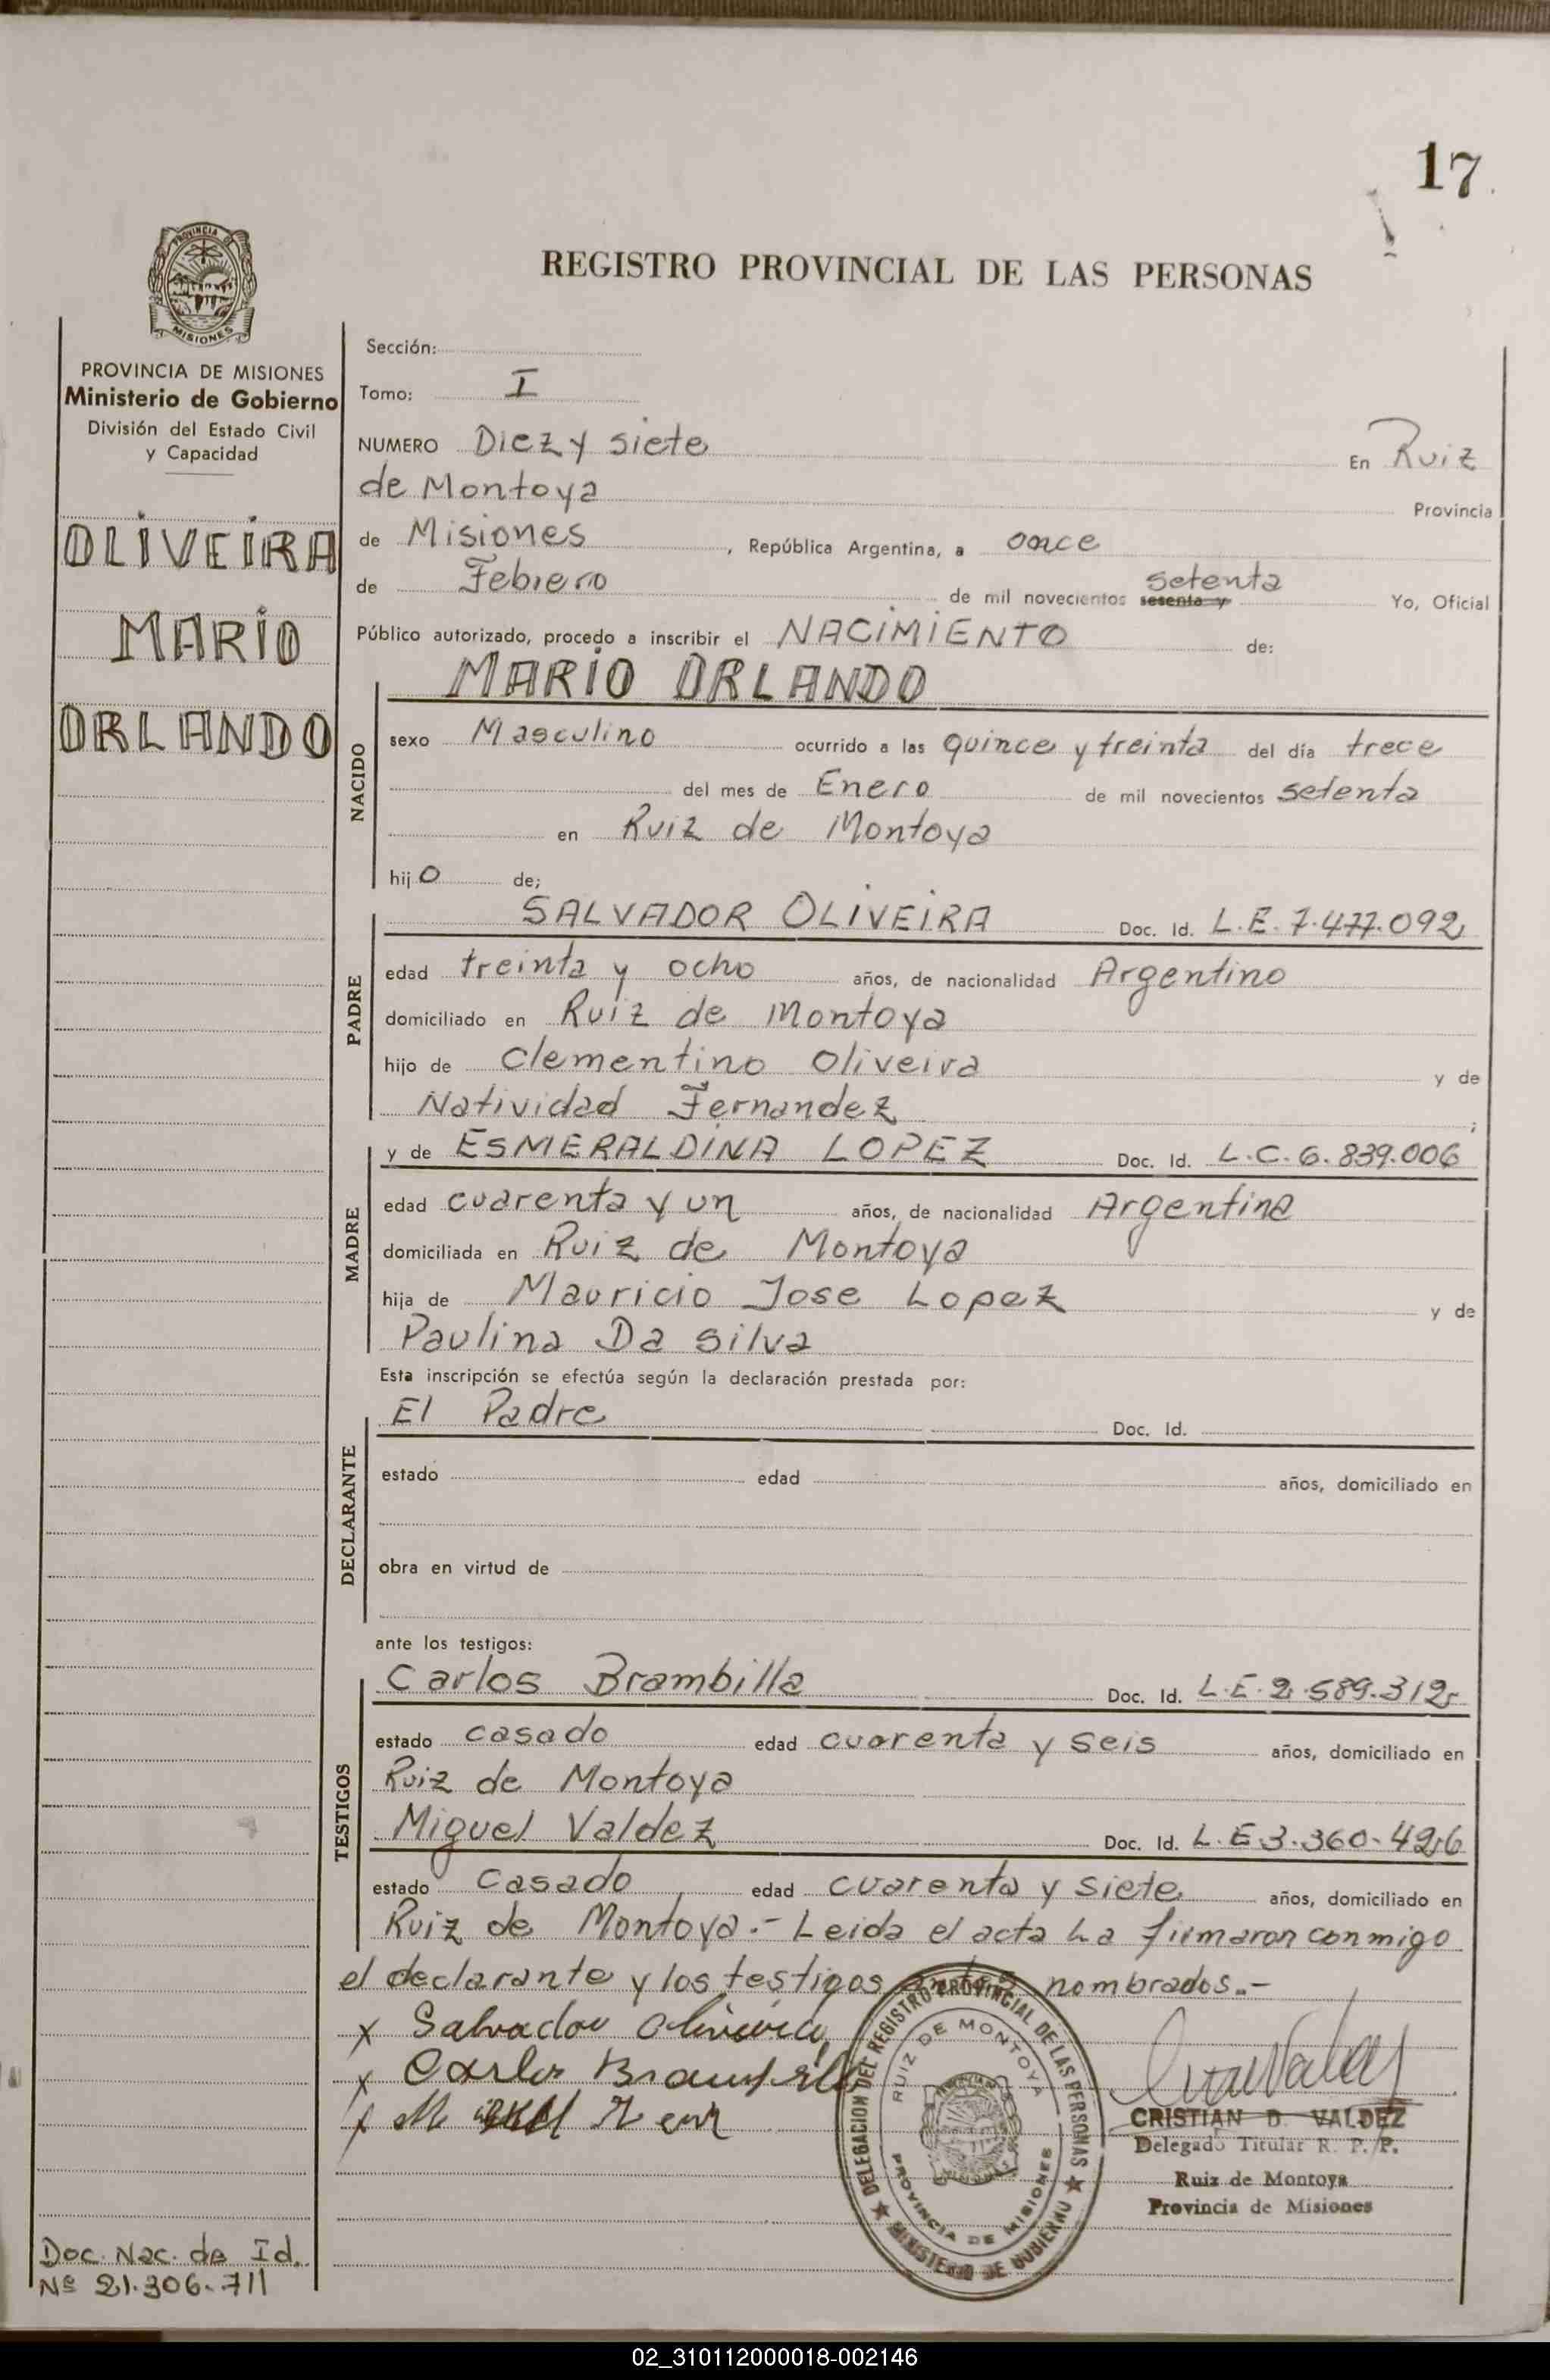 17.
PROVINCIA DE
MISIONES
REGISTRO PROVINCIAL DE LAS PERSONAS
PROVINCIA DE MISIONES
Ministerio de Gobierno
División del Estado Civil
y Capacidad
OLIVEIRA
MARIO
ORLANDO
Sección:
Tomo: I
NUMERO Diez y siete En Ruiz
de Montoya Provincia
de Misiones, República Argentina, a once
de Febrero de mil novecientos sesenta y setenta Yo, Oficial
Público autorizado, procedo a inscribir el NACIMIENTO de:
NACIDO
MARIO ORLANDO
sexo Masculino ocurrido a las quince y treinta del día trece
del mes de Enero de mil novecientos setenta
en Ruiz de Montoya
hijo de;
PADRE
SALVADOR OLIVEIRA Doc. Id. L.E. 7.477.092
edad treinta y ocho años, de nacionalidad Argentino
domiciliado en Ruiz de Montoya
hijo de Clementino Oliveira y de
Natividad Fernandez;
MADRE
y de ESMERALDINA LOPEZ Doc. Id. L.C. 6.839.006
edad cuarenta y un años, de nacionalidad Argentina
domiciliada en Ruiz de Montoya
hija de Mauricio Jose Lopez y de
Paulina Da Silva
Esta inscripción se efectúa según la declaración prestada por:
DECLARANTE
El Padre Doc. Id.
estado edad años, domiciliado en
obra en virtud de
ante los testigos:
TESTIGOS
Carlos Brambilla Doc. Id. L.E. 2.589.312
estado casado edad cuarenta y seis años, domiciliado en
Ruiz de Montoya
Miguel Valdez Doc. Id. L.E 3.360.426
estado casado edad cuarenta y siete años, domiciliado en
Ruiz de Montoya.- Leida el acta La firmaron conmigo
el declarante y los testigos antes nombrados.-
x Salvador Oliveira
x Carlos Brambilla
x
DELEGACION DEL REGISTRO PROVINCIAL DE LAS PERSONAS
MINISTERIO DE GOBIERNO
RUIZ DE MONTOYA
PROVINCIA DE MISIONES
CRISTIAN D. VALDEZ
Delegado Titular R. P. P.
Ruiz de Montoya
Provincia de Misiones
Doc. Nac. de Id.
Nº 21.306.711
02_310112000018-002146